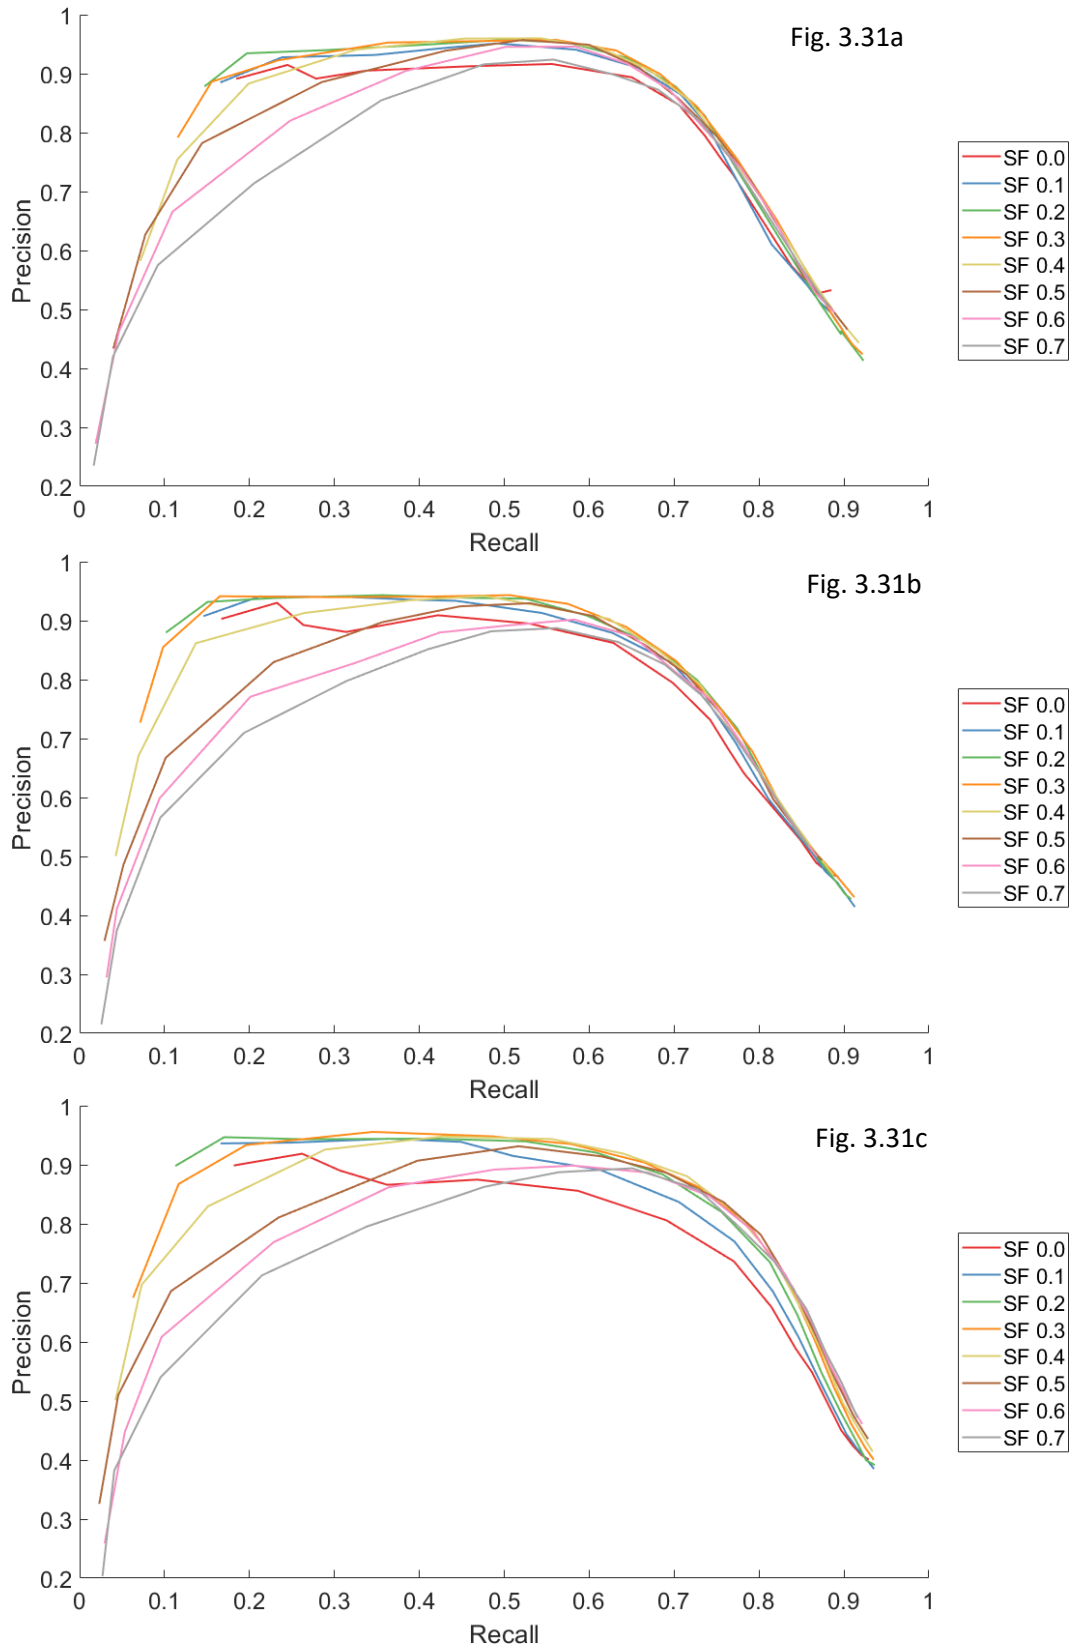 Fig. 3.31a
1
0.9
0.8
0.7
0.6
0.5
0.4
0.3
0.2
Precision
0 0.1 0.2 0.3 0.4 0.5 0.6 0.7 0.8 0.9 1
Recall
SF 0.0
SF 0.1
SF 0.2
SF 0.3
SF 0.4
SF 0.5
SF 0.6
SF 0.7
Fig. 3.31b
1
0.9
0.8
0.7
0.6
0.5
0.4
0.3
0.2
Precision
0 0.1 0.2 0.3 0.4 0.5 0.6 0.7 0.8 0.9 1
Recall
SF 0.0
SF 0.1
SF 0.2
SF 0.3
SF 0.4
SF 0.5
SF 0.6
SF 0.7
Fig. 3.31c
1
0.9
0.8
0.7
0.6
0.5
0.4
0.3
0.2
Precision
0 0.1 0.2 0.3 0.4 0.5 0.6 0.7 0.8 0.9 1
Recall
SF 0.0
SF 0.1
SF 0.2
SF 0.3
SF 0.4
SF 0.5
SF 0.6
SF 0.7